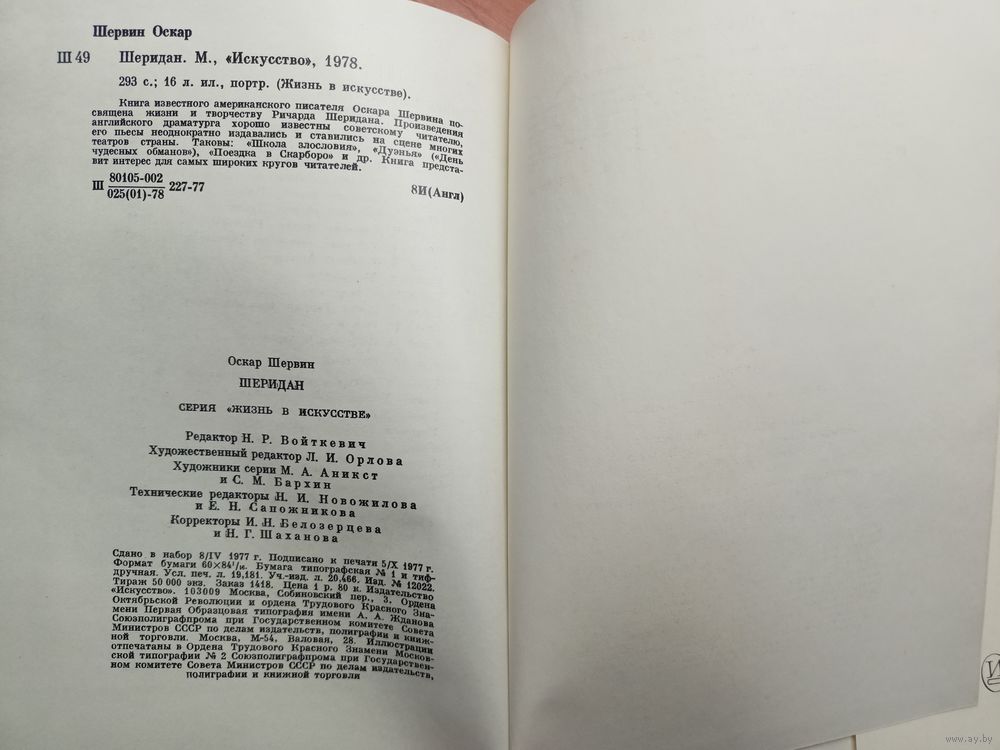 Шервин Оскар
Ш 49 Шеридан. М., «Искусство», 1978.
293 с.; 16 л. ил., портр. (Жизнь в искусстве).
Книга известного американского писателя Оскара Шервина по-
священа жизни и творчеству Ричарда Шеридана. Произведения
английского драматурга хорошо известны советскому читателю,
его пьесы неоднократно издавались и ставились на сцене многих
театров страны. Таковы: «Школа злословия», «Дуэнья» («День
чудесных обманов»), «Поездка в Скарборо» и др. Книга предста-
вит интерес для самых широких кругов читателей.
Ш 80105-002
025(01)-78 227-77 8И(Англ)
Оскар Шервин
ШЕРИДАН
СЕРИЯ «ЖИЗНЬ В ИСКУССТВЕ»
Редактор Н. Р. Войткевич
Художественный редактор Л. И. Орлова
Художники серии М. А. Аникст
и С. М. Бархин
Технические редакторы Н. И. Новожилова
и Е. Н. Сапожникова
Корректоры И. Н. Белозерцева
и Н. Г. Шаханова
Сдано в набор 8/IV 1977 г. Подписано к печати 5/X 1977 г.
Формат бумаги 60×84¹/₁₆. Бумага типографская № 1 и тиф-
дручная. Усл. печ. л. 19,181. Уч.-изд. л. 20,466. Изд. № 12022.
Тираж 50 000 экз. Заказ 1418. Цена 1 р. 80 к. Издательство
«Искусство». 103009 Москва, Собиновский пер., 3. Ордена
Октябрьской Революции и ордена Трудового Красного Зна-
мени Первая Образцовая типография имени А. А. Жданова
Союзполиграфпрома при Государственном комитете Совета
Министров СССР по делам издательств, полиграфии и книж-
ной торговли. Москва, М-54, Валовая, 28. Иллюстрации
отпечатаны в Ордена Трудового Красного Знамени Москов-
ской типографии № 2 Союзполиграфпрома при Государствен-
ном комитете Совета Министров СССР по делам издательств,
полиграфии и книжной торговли
www.ay.by